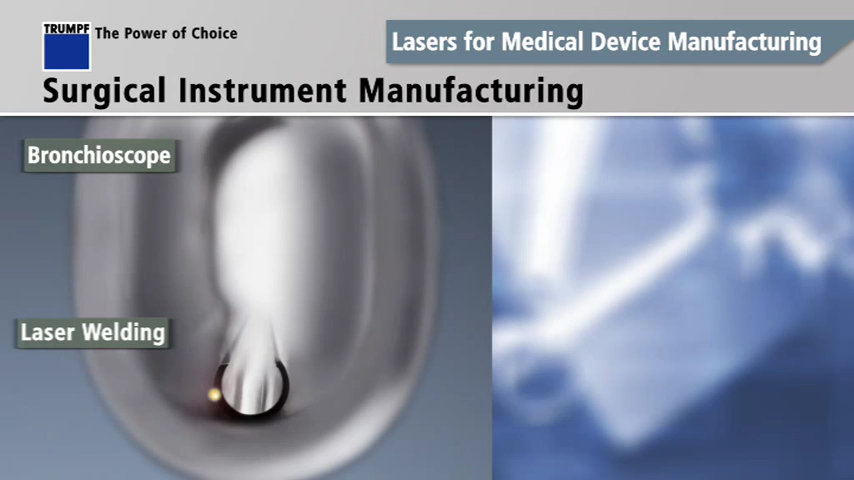 TRUMPF
The Power of Choice
Lasers for Medical Device Manufacturing
Surgical Instrument Manufacturing
Bronchioscope
Laser Welding